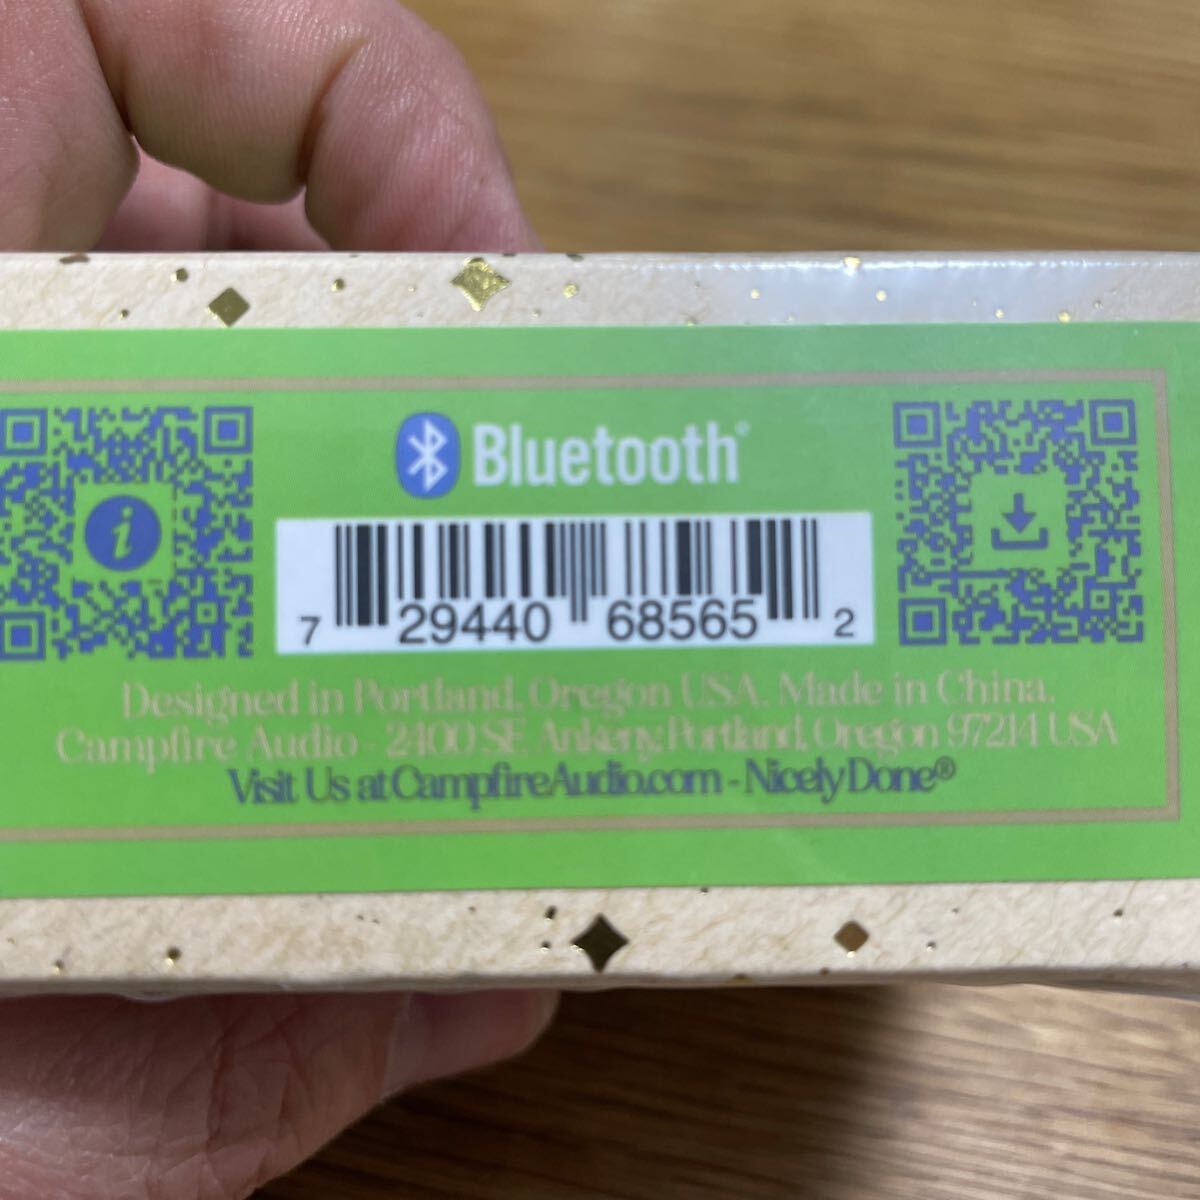 Bluetooth®
7 29440 68565 2
Designed in Portland, Oregon USA. Made in China.
Campfire Audio - 2400 SE Ankeny, Portland, Oregon 97214 USA
Visit Us at CampfireAudio.com - Nicely Done®